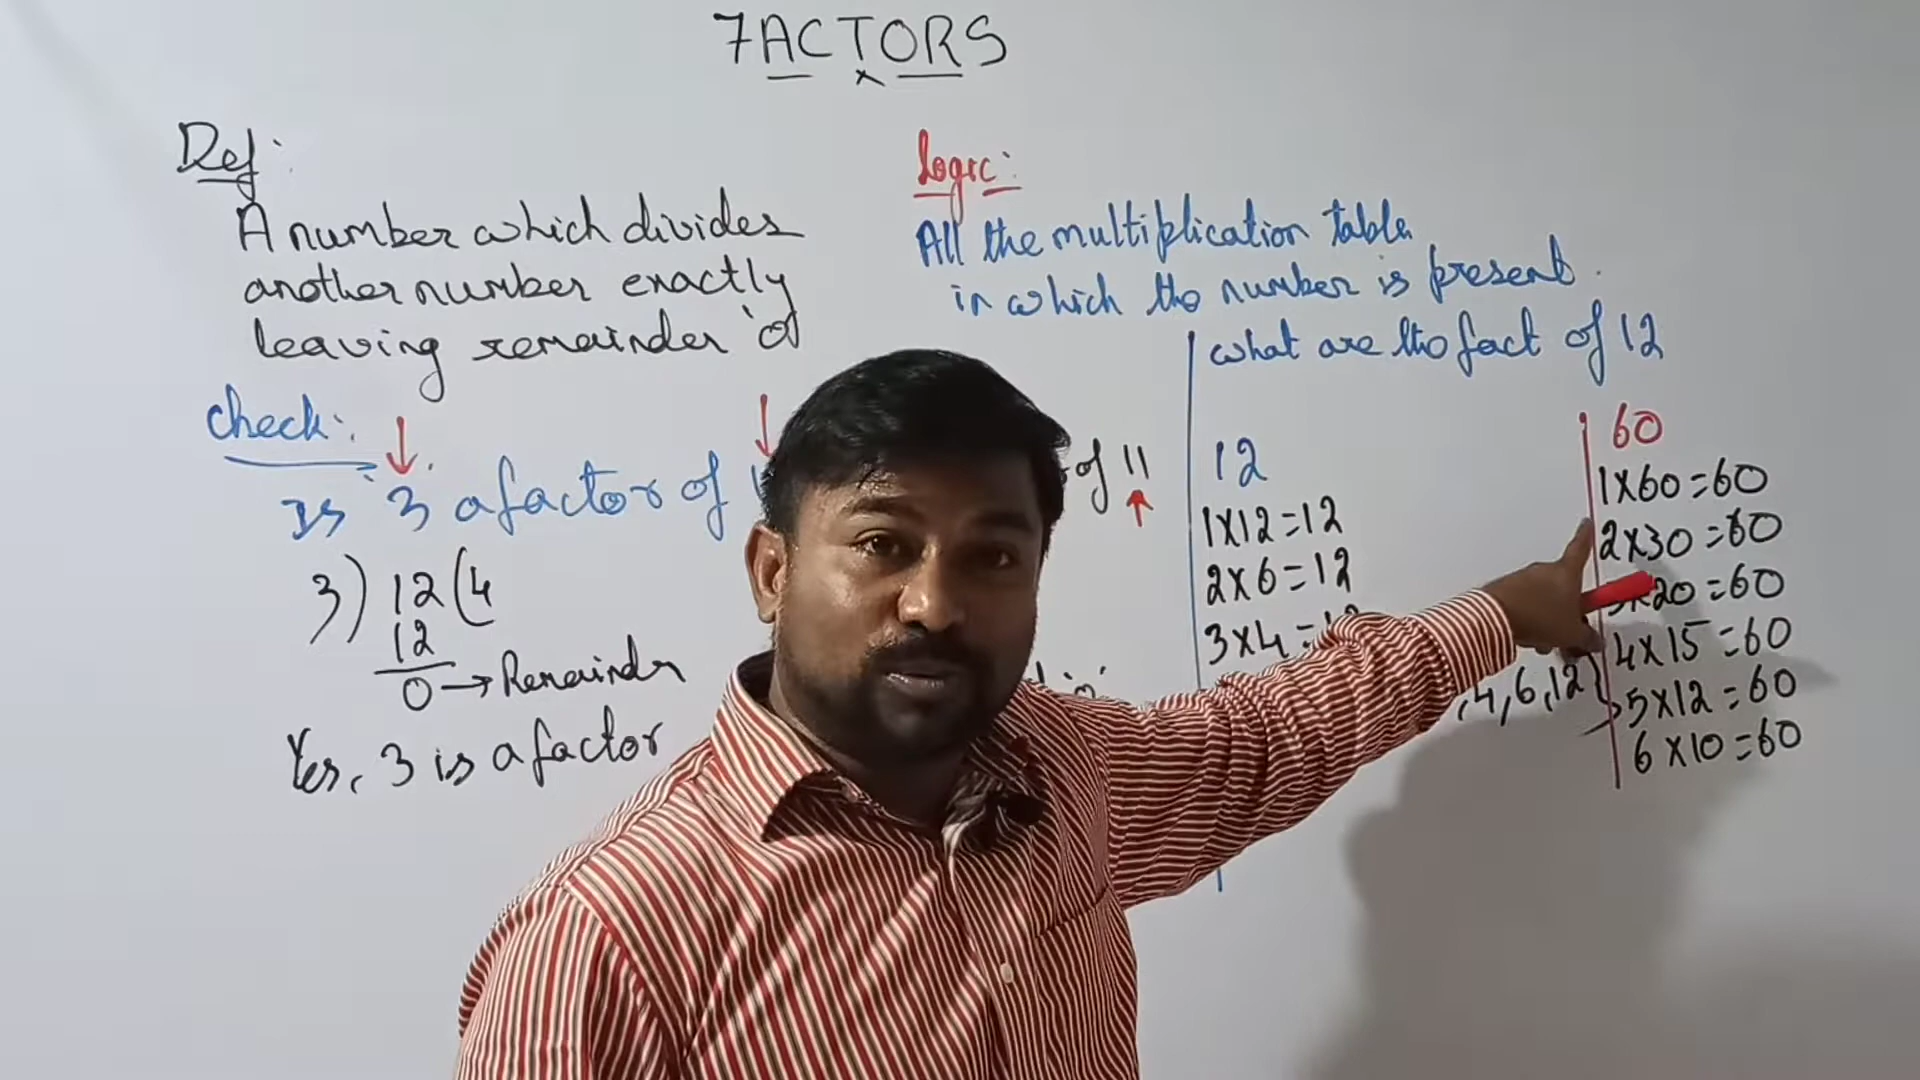 FACTORS
Def:
A number which divides
another number exactly
leaving remainder '0'
Check:
Is '3 a factor of
3) 12 (4
12
0 → Remainder
Yes, 3 is a factor
of 11
Logic:
All the multiplication table
in which the number is present.
what are the fact of 12
12
1x12=12
2x6=12
3x4=12
,4,6,12}
60
1x60=60
2x30=60
3x20=60
4x15=60
5x12=60
6x10=60